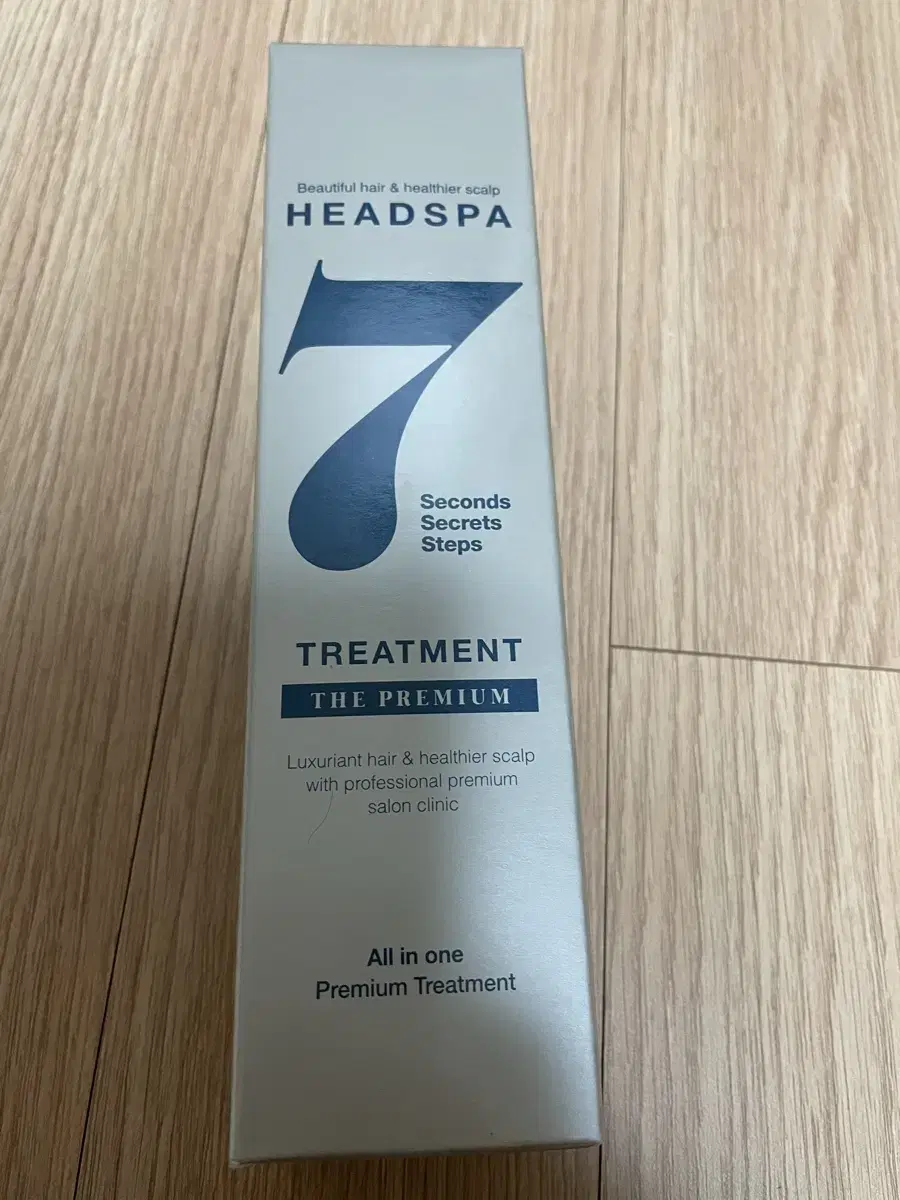 Beautiful hair & healthier scalp
HEADSPA
7
Seconds
Secrets
Steps
TREATMENT
THE PREMIUM
Luxuriant hair & healthier scalp
with professional premium
salon clinic
All in one
Premium Treatment